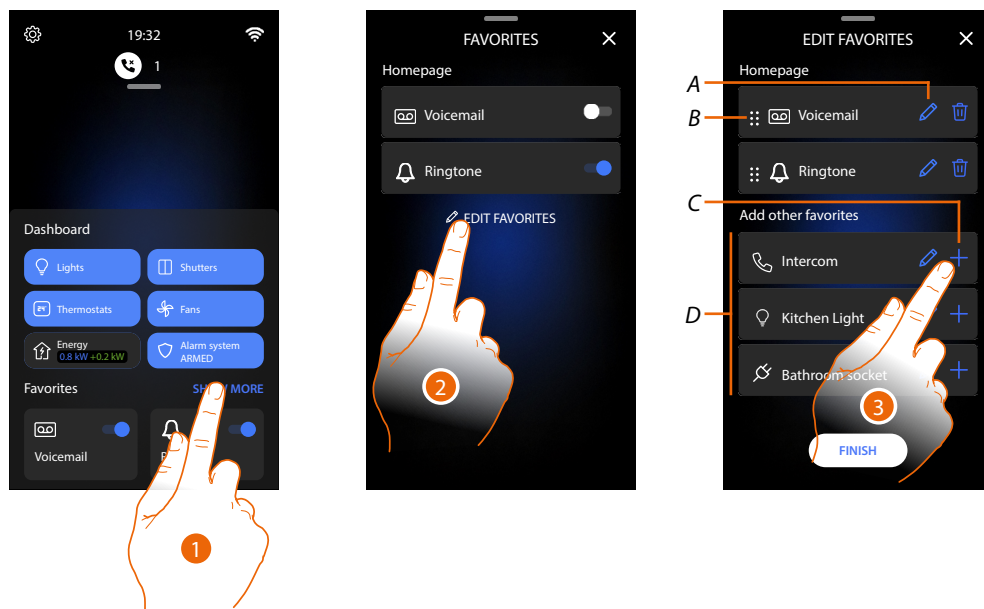 19:32
1
Dashboard
Lights
Shutters
Thermostats
Fans
Energy
0.8 kW +0.2 kW
Alarm system
ARMED
Favorites
MORE
Voicemail
1
FAVORITES
Homepage
Voicemail
Ringtone
EDIT FAVORITES
2
EDIT FAVORITES
Homepage
A
B
Voicemail
Ringtone
C
Add other favorites
Intercom
D
Kitchen Light
Bathroom socket
3
FINISH